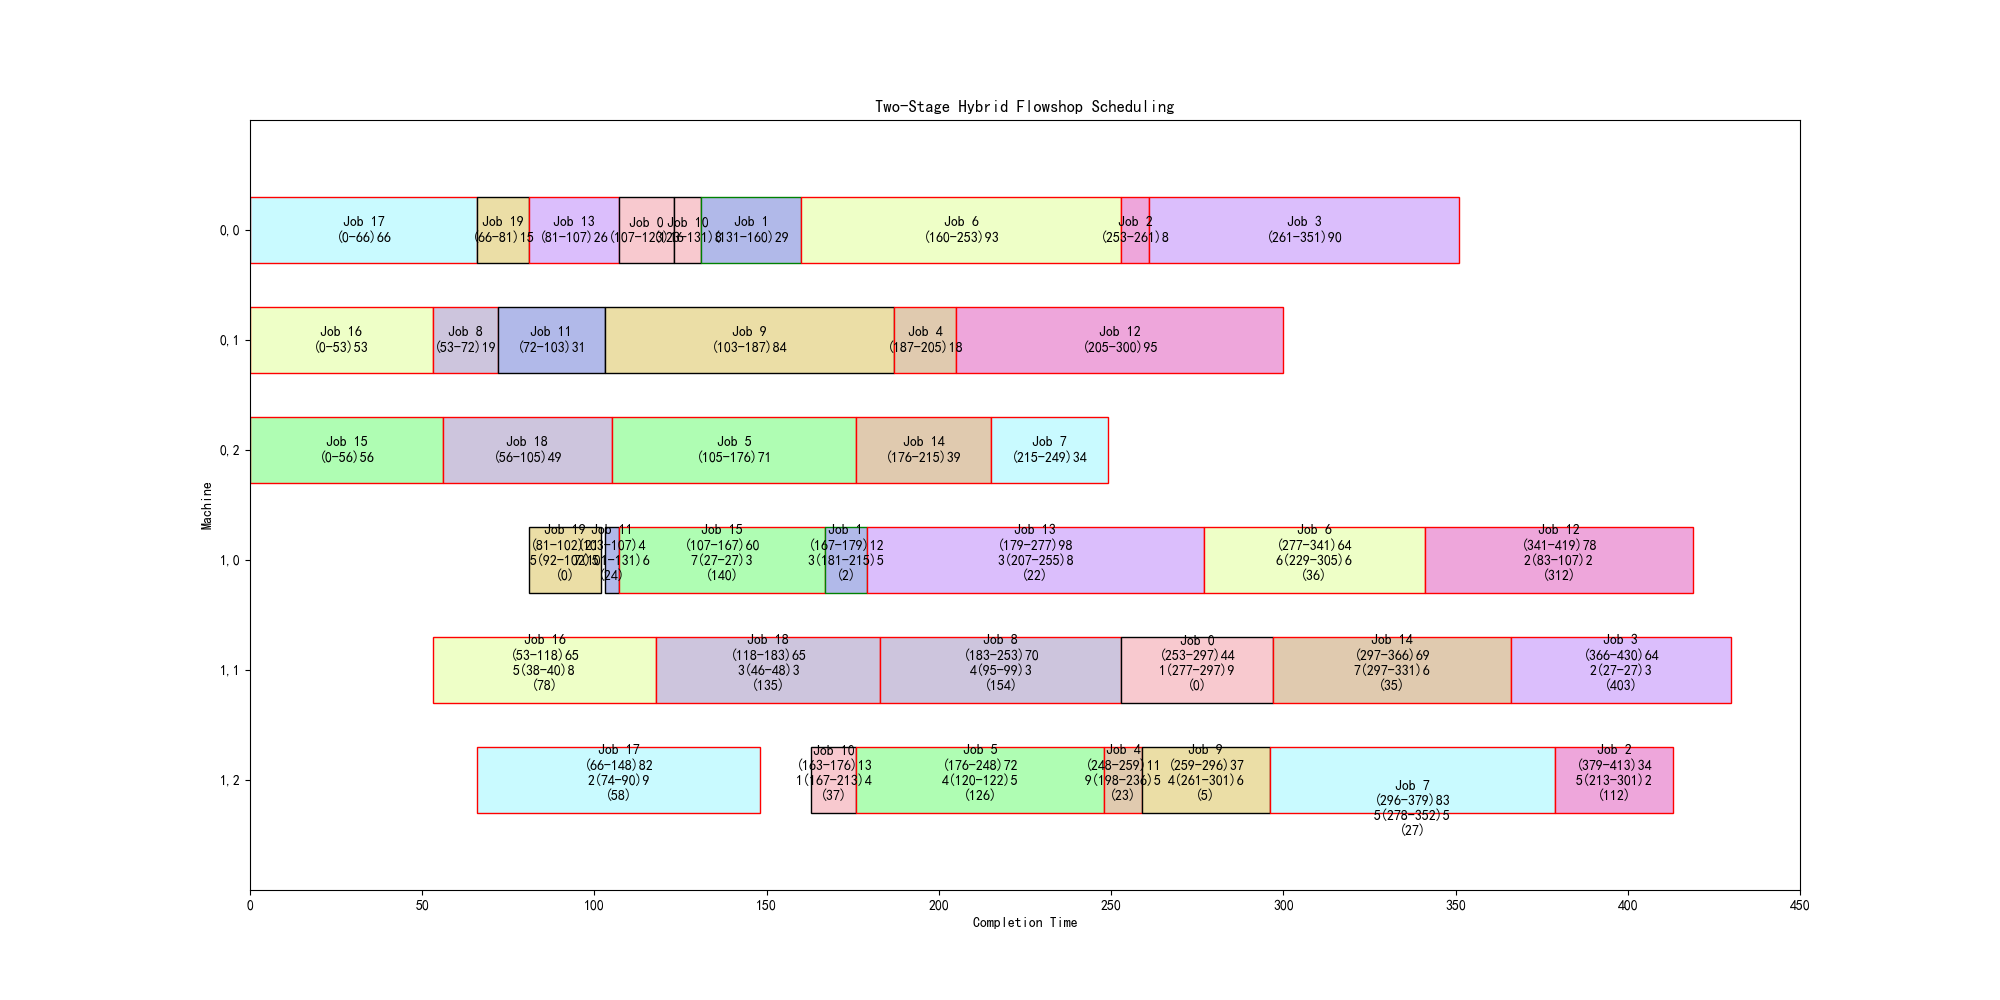 Two-Stage Hybrid Flowshop Scheduling
0,0
Job 17
(0-66)66
Job 19
(66-81)15
Job 13
(81-107)26
Job 0
(107-123)16
Job 10
(123-131)8
Job 1
(131-160)29
Job 6
(160-253)93
Job 2
(253-261)8
Job 3
(261-351)90
0,1
Job 16
(0-53)53
Job 8
(53-72)19
Job 11
(72-103)31
Job 9
(103-187)84
Job 4
(187-205)18
Job 12
(205-300)95
0,2
Job 15
(0-56)56
Job 18
(56-105)49
Job 5
(105-176)71
Job 14
(176-215)39
Job 7
(215-249)34
Machine
1,0
Job 19
(81-102)21
5(92-102)
(0)
Job 11
(103-107)4
(101-131)6
(24)
Job 15
(107-167)60
7(27-27)3
(140)
Job 1
(167-179)12
3(181-215)5
(2)
Job 13
(179-277)98
3(207-255)8
(22)
Job 6
(277-341)64
6(229-305)6
(36)
Job 12
(341-419)78
2(83-107)2
(312)
1,1
Job 16
(53-118)65
5(38-40)8
(78)
Job 18
(118-183)65
3(46-48)3
(135)
Job 8
(183-253)70
4(95-99)3
(154)
Job 0
(253-297)44
1(277-297)9
(0)
Job 14
(297-366)69
7(297-331)6
(35)
Job 3
(366-430)64
2(27-27)3
(403)
1,2
Job 17
(66-148)82
2(74-90)9
(58)
Job 10
(163-176)13
1(167-213)4
(37)
Job 5
(176-248)72
4(120-122)5
(126)
Job 4
(248-259)11
9(198-236)5
(23)
Job 9
(259-296)37
4(261-301)6
(5)
Job 7
(296-379)83
5(278-352)5
(27)
Job 2
(379-413)34
5(213-301)2
(112)
0 50 100 150 200 250 300 350 400 450
Completion Time